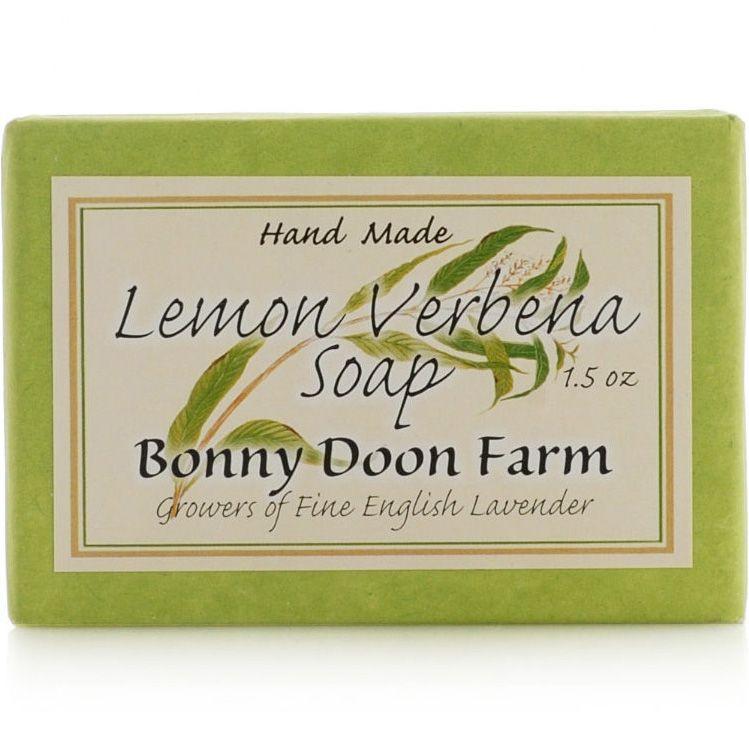 Hand Made
Lemon Verbena
Soap
1.5 oz
Bonny Doon Farm
Growers of Fine English Lavender